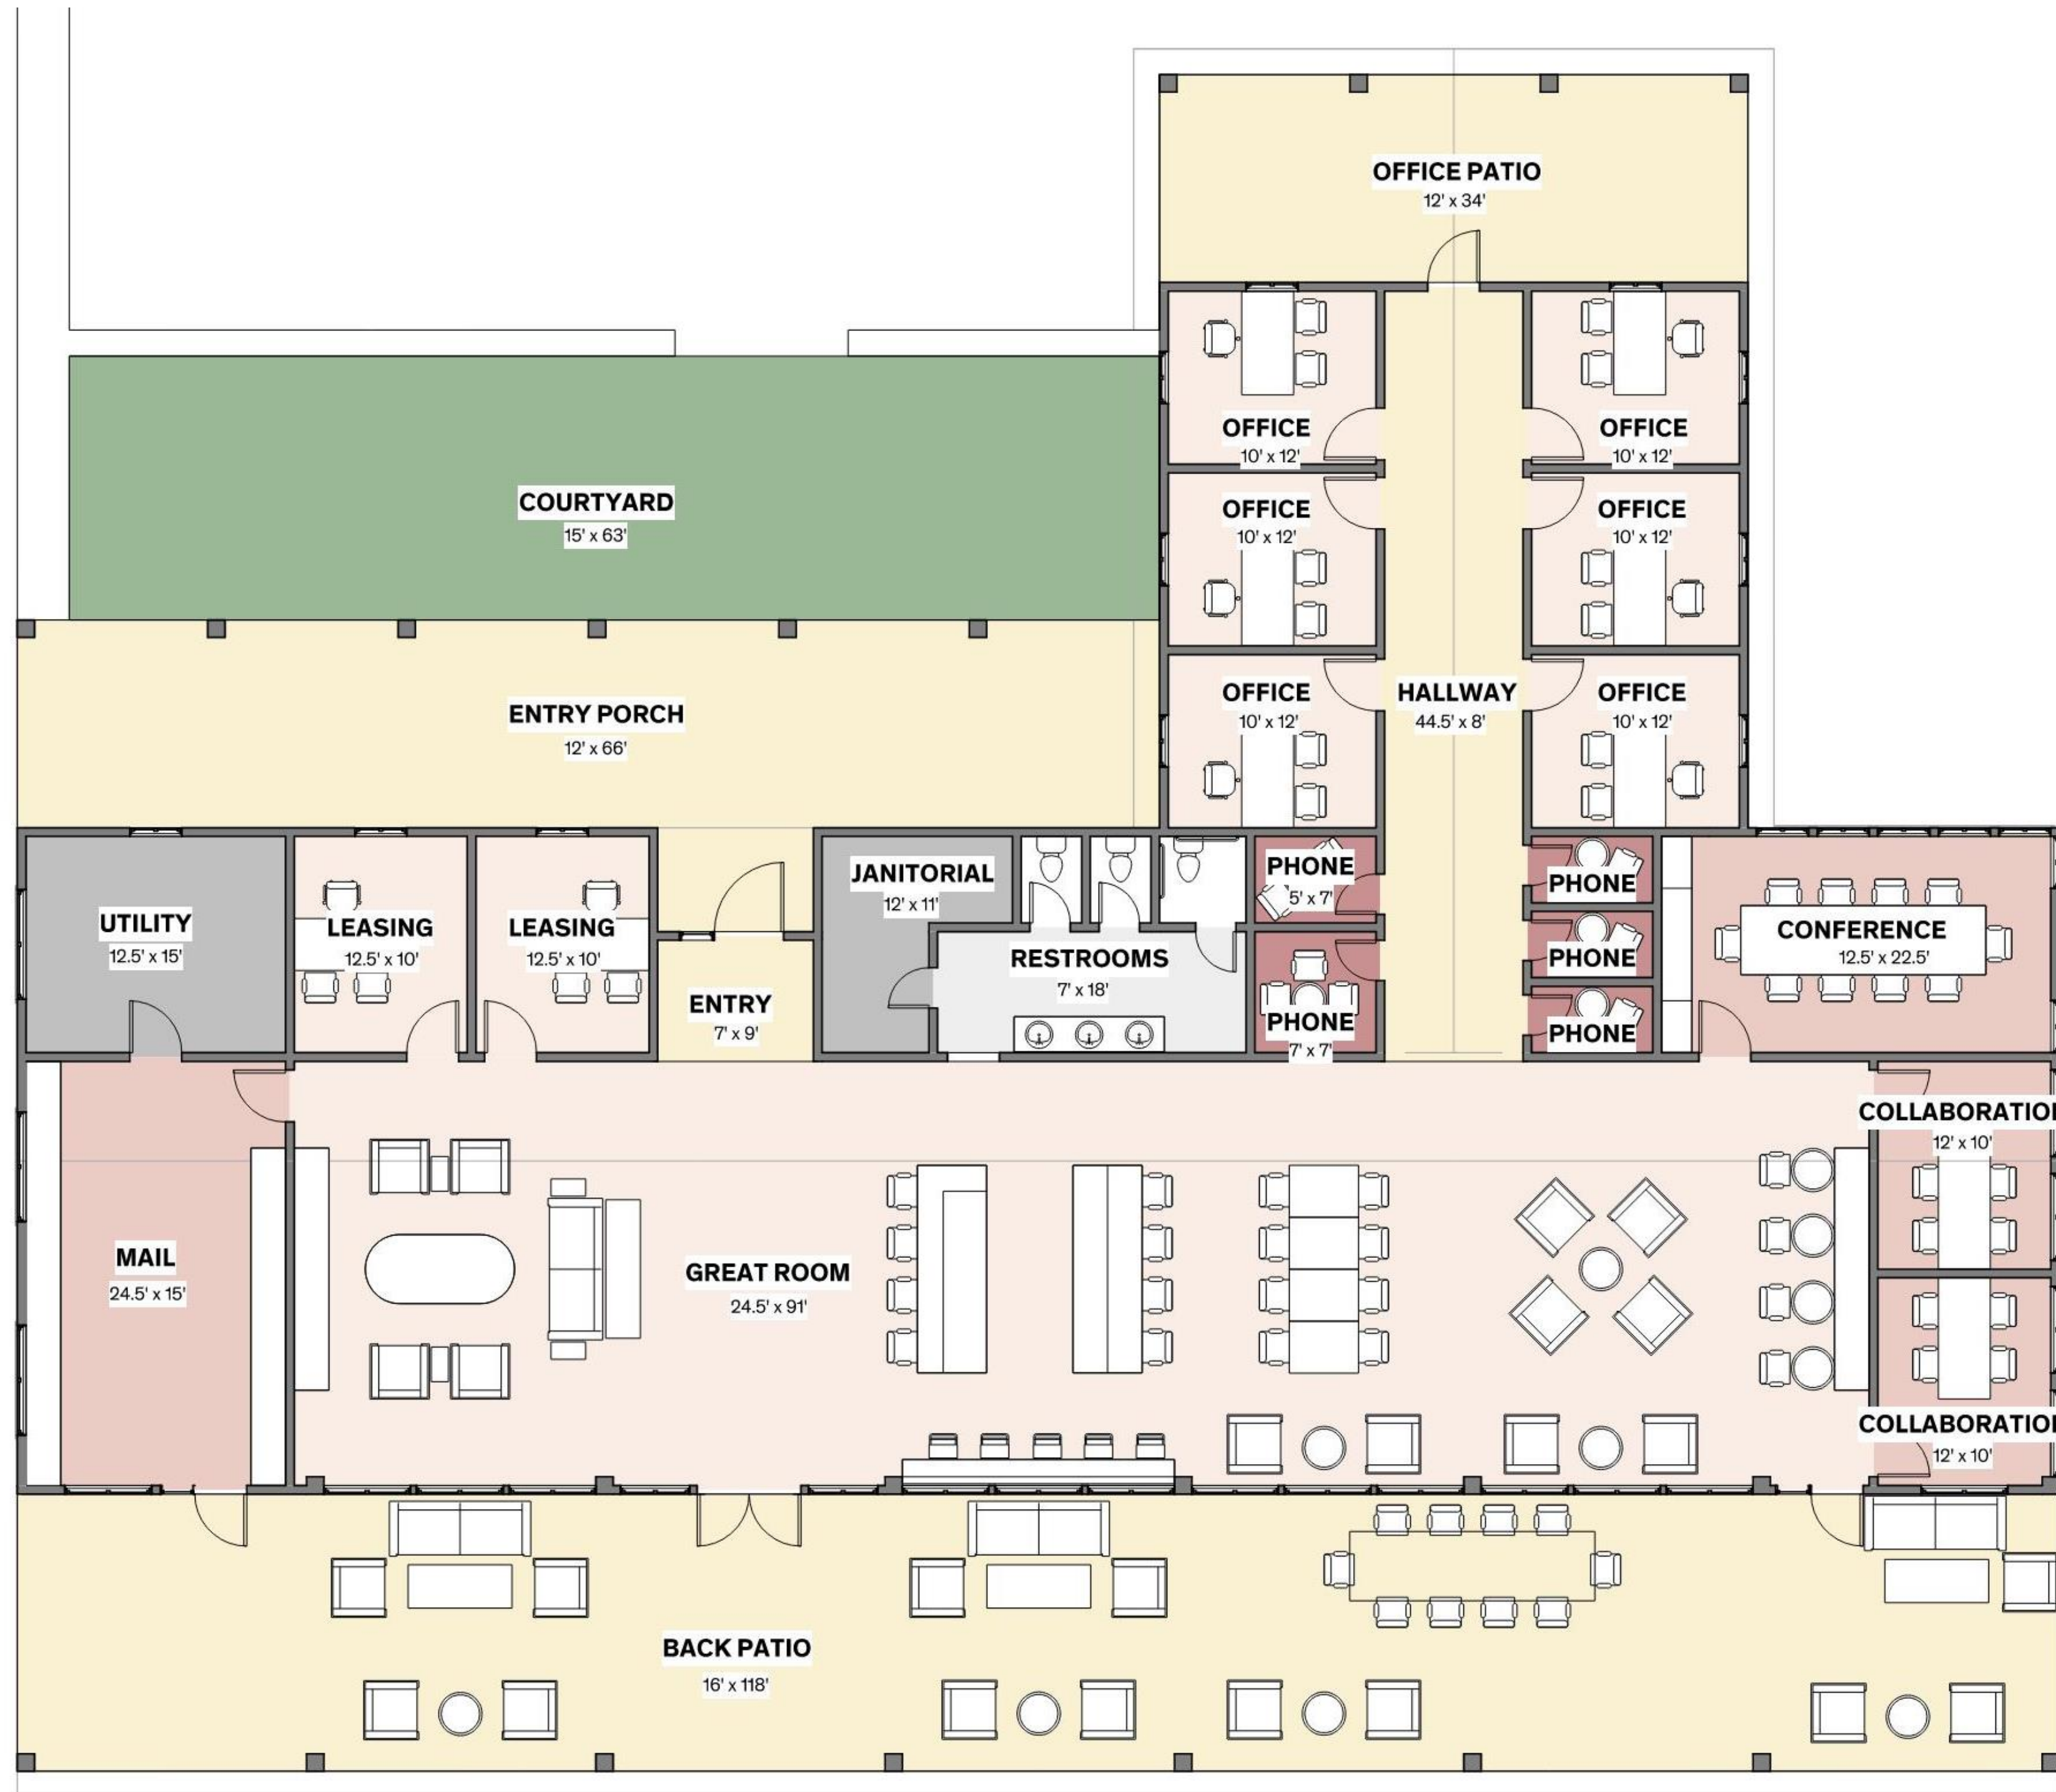 OFFICE PATIO
12' x 34'
OFFICE
10' x 12'
OFFICE
10' x 12'
COURTYARD
15' x 63'
OFFICE
10' x 12'
OFFICE
10' x 12'
ENTRY PORCH
12' x 66'
OFFICE
10' x 12'
HALLWAY
44.5' x 8'
OFFICE
10' x 12'
UTILITY
12.5' x 15'
LEASING
12.5' x 10'
LEASING
12.5' x 10'
ENTRY
7' x 9'
JANITORIAL
12' x 11'
RESTROOMS
7' x 18'
PHONE
5' x 7'
PHONE
7' x 7'
PHONE
PHONE
PHONE
CONFERENCE
12.5' x 22.5'
MAIL
24.5' x 15'
GREAT ROOM
24.5' x 91'
COLLABORATIO
12' x 10'
COLLABORATIO
12' x 10'
BACK PATIO
16' x 118'